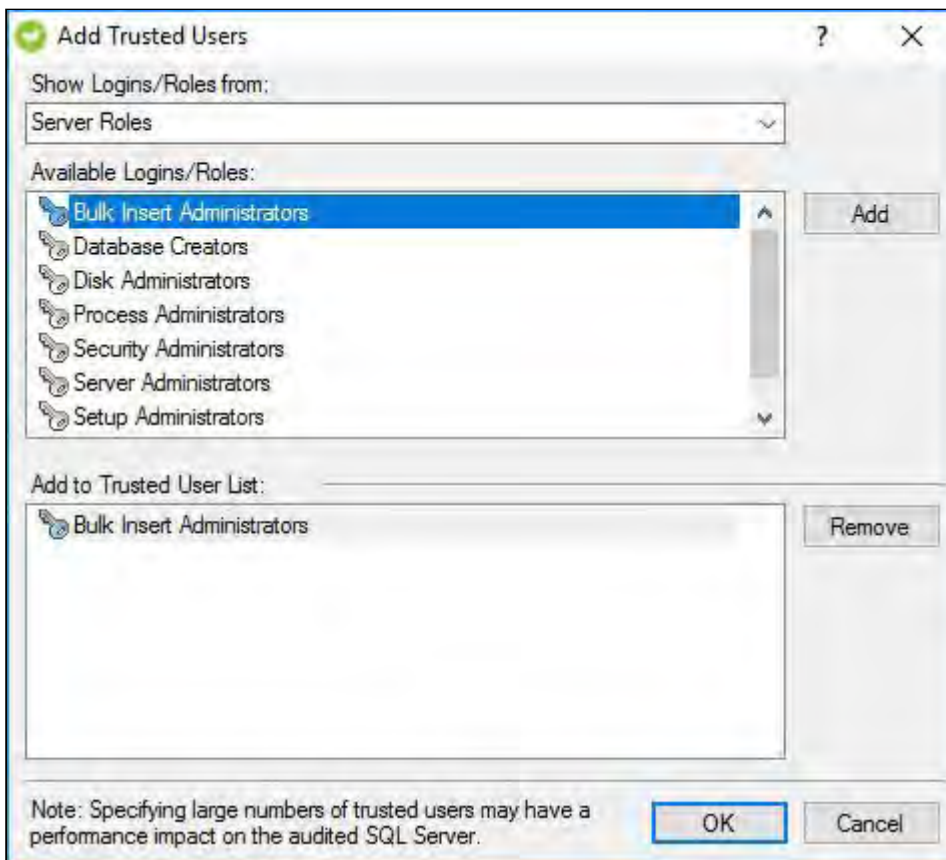 Add Trusted Users
?
Show Logins/Roles from:
Server Roles
Available Logins/Roles:
Bulk Insert Administrators
Add
Database Creators
Disk Administrators
Process Administrators
Security Administrators
Server Administrators
Setup Administrators
Add to Trusted User List:
Bulk Insert Administrators
Remove
Note: Specifying large numbers of trusted users may have a
performance impact on the audited SQL Server.
OK
Cancel